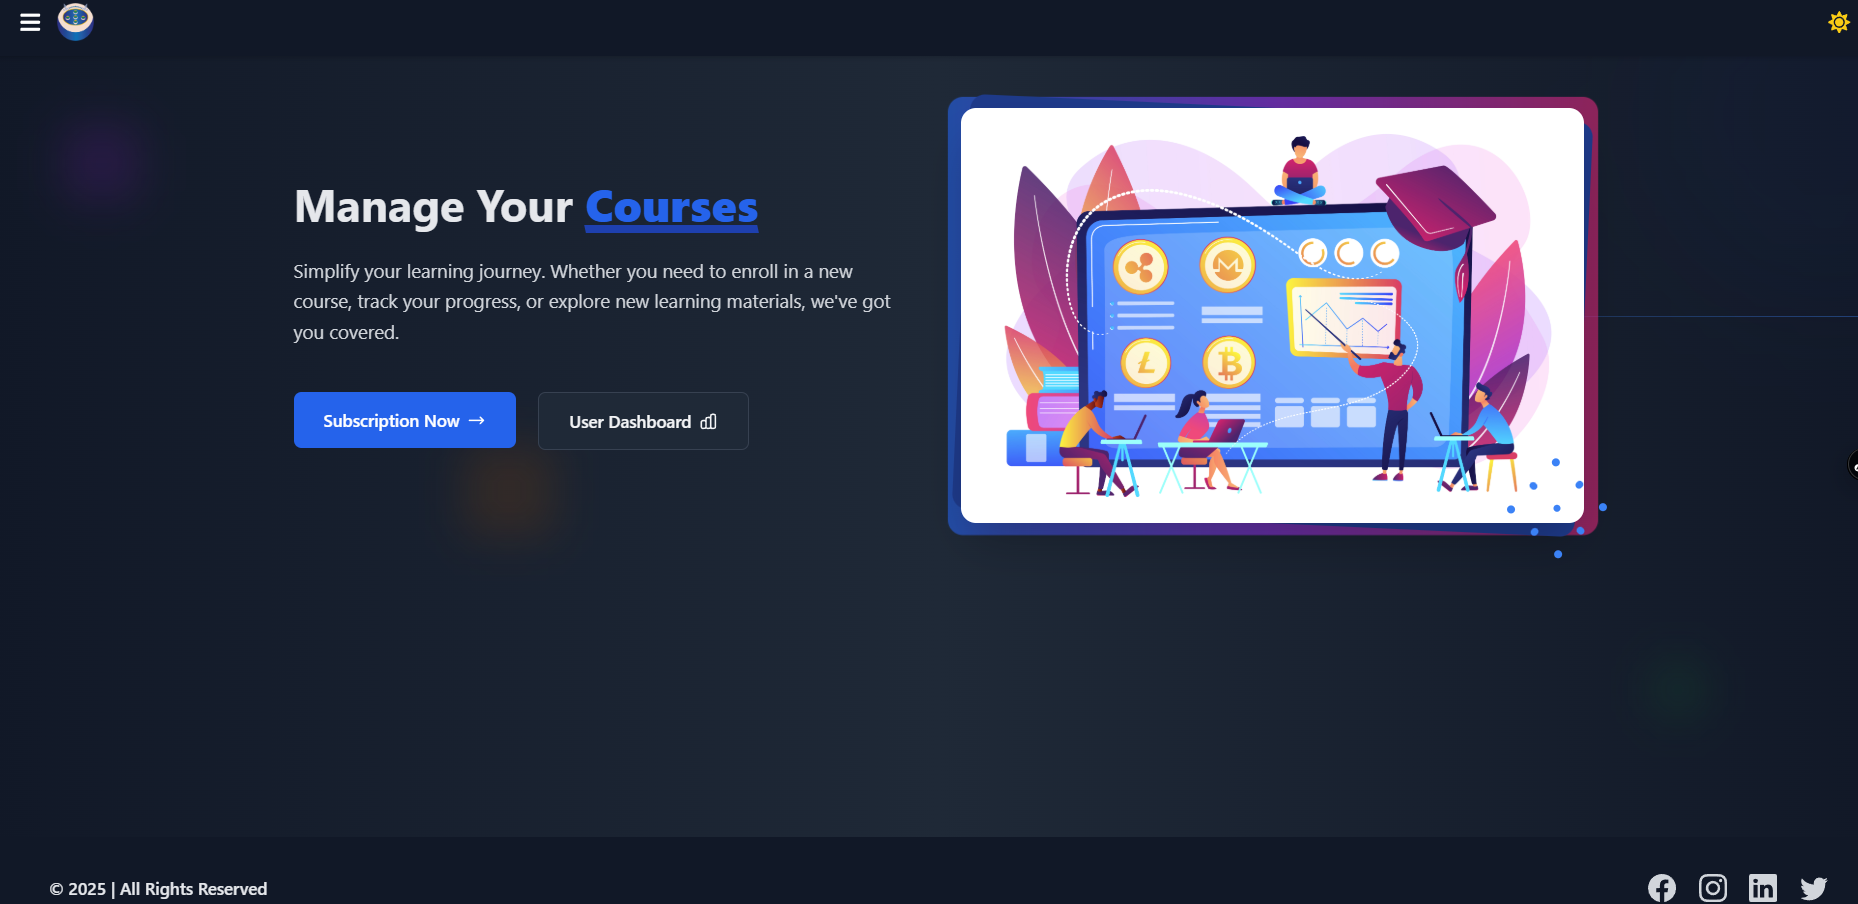 Manage Your Courses
Simplify your learning journey. Whether you need to enroll in a new
course, track your progress, or explore new learning materials, we've got
you covered.
Subscription Now →
User Dashboard
© 2025 | All Rights Reserved